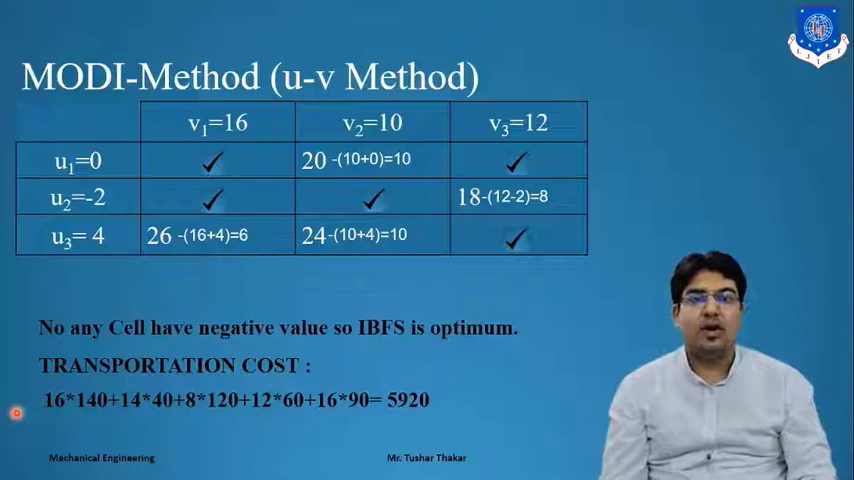 MODI-Method (u-v Method)
v₁=16 v₂=10 v₃=12
u₁=0 ✓ 20 -(10+0)=10 ✓
u₂=-2 ✓ ✓ 18-(12-2)=8
u₃= 4 26 -(16+4)=6 24-(10+4)=10 ✓
No any Cell have negative value so IBFS is optimum.
TRANSPORTATION COST :
16*140+14*40+8*120+12*60+16*90= 5920
Mechanical Engineering Mr. Tushar Thakar